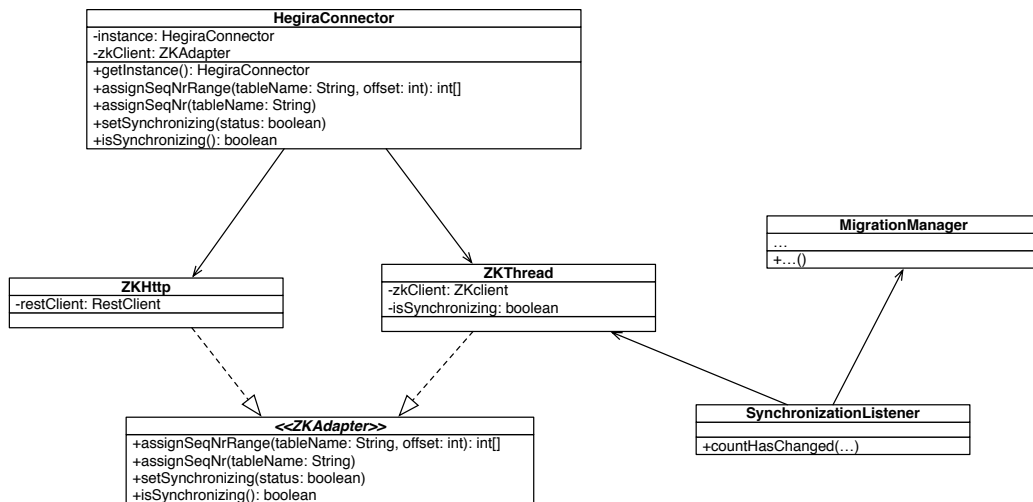 HegiraConnector
-instance: HegiraConnector
-zkClient: ZKAdapter
+getInstance(): HegiraConnector
+assignSeqNrRange(tableName: String, offset: int): int[]
+assignSeqNr(tableName: String)
+setSynchronizing(status: boolean)
+isSynchronizing(): boolean
MigrationManager
...
+...()
ZKHttp
-restClient: RestClient
ZKThread
-zkClient: ZKclient
-isSynchronizing: boolean
SynchronizationListener
+countHasChanged(...)
<<ZKAdapter>>
+assignSeqNrRange(tableName: String, offset: int): int[]
+assignSeqNr(tableName: String)
+setSynchronizing(status: boolean)
+isSynchronizing(): boolean